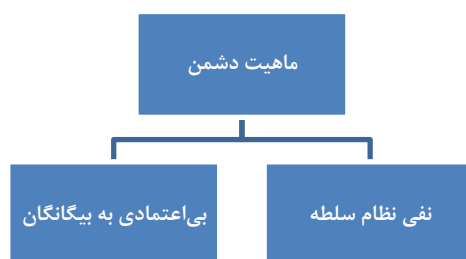 ماهیت دشمن
نفی نظام سلطه
بی‌اعتمادی به بیگانگان